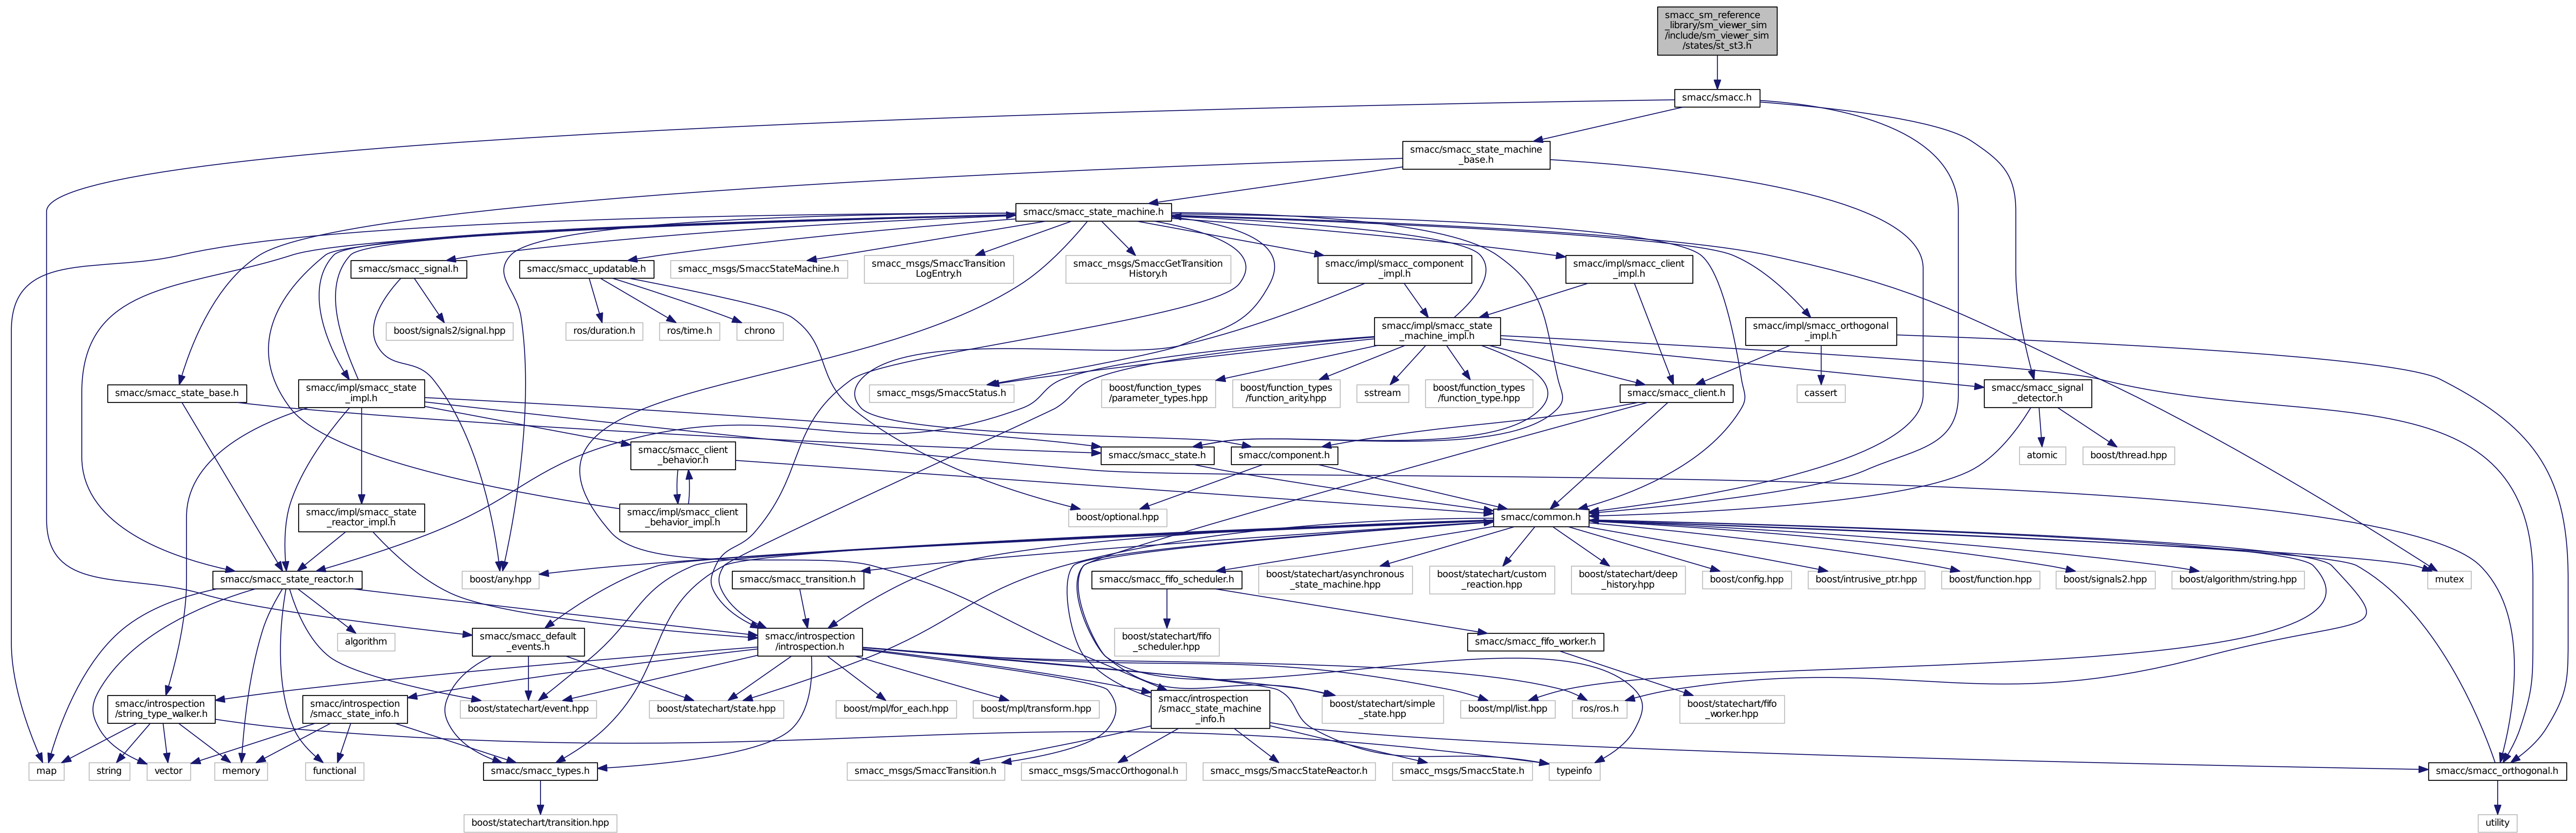 smacc_sm_reference
_library/sm_viewer_sim
/include/sm_viewer_sim
/states/st_st3.h
smacc/smacc.h
smacc/smacc_state_machine
_base.h
smacc/smacc_state_machine.h
smacc/smacc_signal.h
smacc/smacc_updatable.h
smacc_msgs/SmaccStateMachine.h
smacc_msgs/SmaccTransition
LogEntry.h
smacc_msgs/SmaccGetTransition
History.h
smacc/impl/smacc_component
_impl.h
smacc/impl/smacc_client
_impl.h
boost/signals2/signal.hpp
ros/duration.h
ros/time.h
chrono
smacc/impl/smacc_state
_machine_impl.h
smacc/impl/smacc_orthogonal
_impl.h
smacc/smacc_state_base.h
smacc/impl/smacc_state
_impl.h
smacc_msgs/SmaccStatus.h
boost/function_types
/parameter_types.hpp
boost/function_types
/function_arity.hpp
sstream
boost/function_types
/function_type.hpp
smacc/smacc_client.h
cassert
smacc/smacc_signal
_detector.h
smacc/smacc_client
_behavior.h
smacc/smacc_state.h
smacc/component.h
atomic
boost/thread.hpp
smacc/impl/smacc_state
_reactor_impl.h
smacc/impl/smacc_client
_behavior_impl.h
boost/optional.hpp
smacc/common.h
smacc/smacc_state_reactor.h
boost/any.hpp
smacc/smacc_transition.h
smacc/smacc_fifo_scheduler.h
boost/statechart/asynchronous
_state_machine.hpp
boost/statechart/custom
_reaction.hpp
boost/statechart/deep
_history.hpp
boost/config.hpp
boost/intrusive_ptr.hpp
boost/function.hpp
boost/signals2.hpp
boost/algorithm/string.hpp
mutex
algorithm
smacc/smacc_default
_events.h
smacc/introspection
/introspection.h
boost/statechart/fifo
_scheduler.hpp
smacc/smacc_fifo_worker.h
smacc/introspection
/string_type_walker.h
smacc/introspection
/smacc_state_info.h
boost/statechart/event.hpp
boost/statechart/state.hpp
boost/mpl/for_each.hpp
boost/mpl/transform.hpp
smacc/introspection
/smacc_state_machine
_info.h
boost/statechart/simple
_state.hpp
boost/mpl/list.hpp
ros/ros.h
boost/statechart/fifo
_worker.hpp
map
string
vector
memory
functional
smacc/smacc_types.h
smacc_msgs/SmaccTransition.h
smacc_msgs/SmaccOrthogonal.h
smacc_msgs/SmaccStateReactor.h
smacc_msgs/SmaccState.h
typeinfo
smacc/smacc_orthogonal.h
boost/statechart/transition.hpp
utility